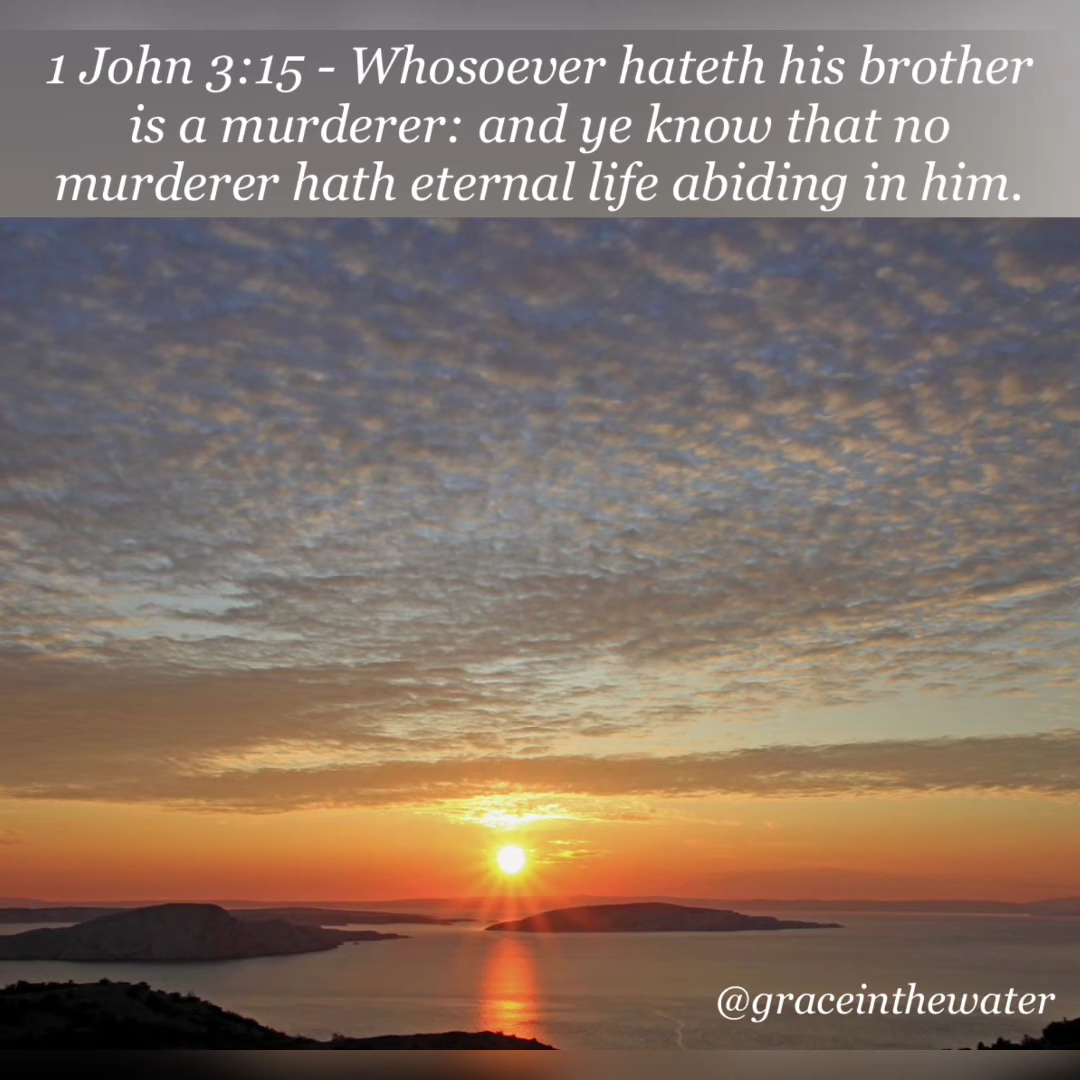 1 John 3:15 - Whosoever hateth his brother
is a murderer: and ye know that no
murderer hath eternal life abiding in him.
@graceinthewater